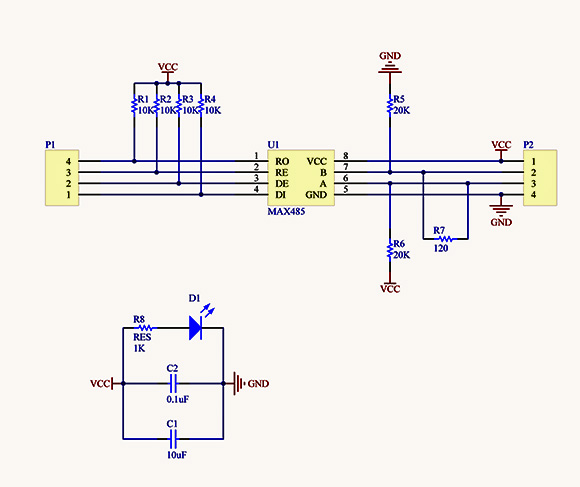 GND
VCC
R1 R2 R3 R4 R5
10K 10K 10K 10K 20K
P1 U1 VCC P2
4 1 RO VCC 8 1
3 2 RE B 7 2
2 3 DE A 6 3
1 4 DI GND 5 4
MAX485
GND
R7
R6 120
20K
VCC
D1
R8
RES
1K
C2
VCC GND
0.1uF
C1
10uF